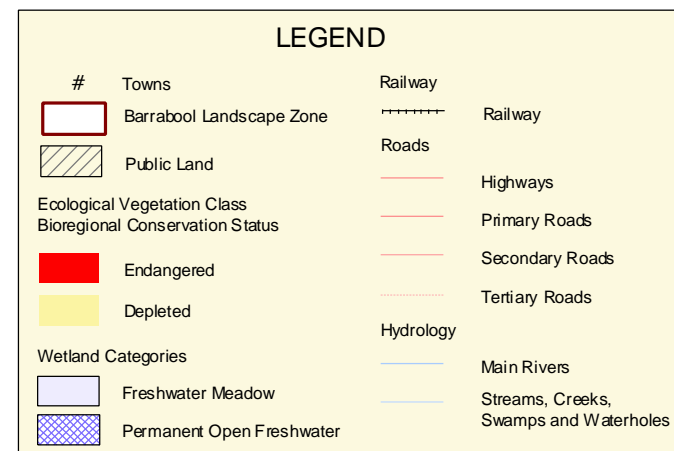 LEGEND
# Towns
Barrabool Landscape Zone
Public Land
Ecological Vegetation Class
Bioregional Conservation Status
Endangered
Depleted
Wetland Categories
Freshwater Meadow
Permanent Open Freshwater
Railway
Railway
Roads
Highways
Primary Roads
Secondary Roads
Tertiary Roads
Hydrology
Main Rivers
Streams, Creeks,
Swamps and Waterholes